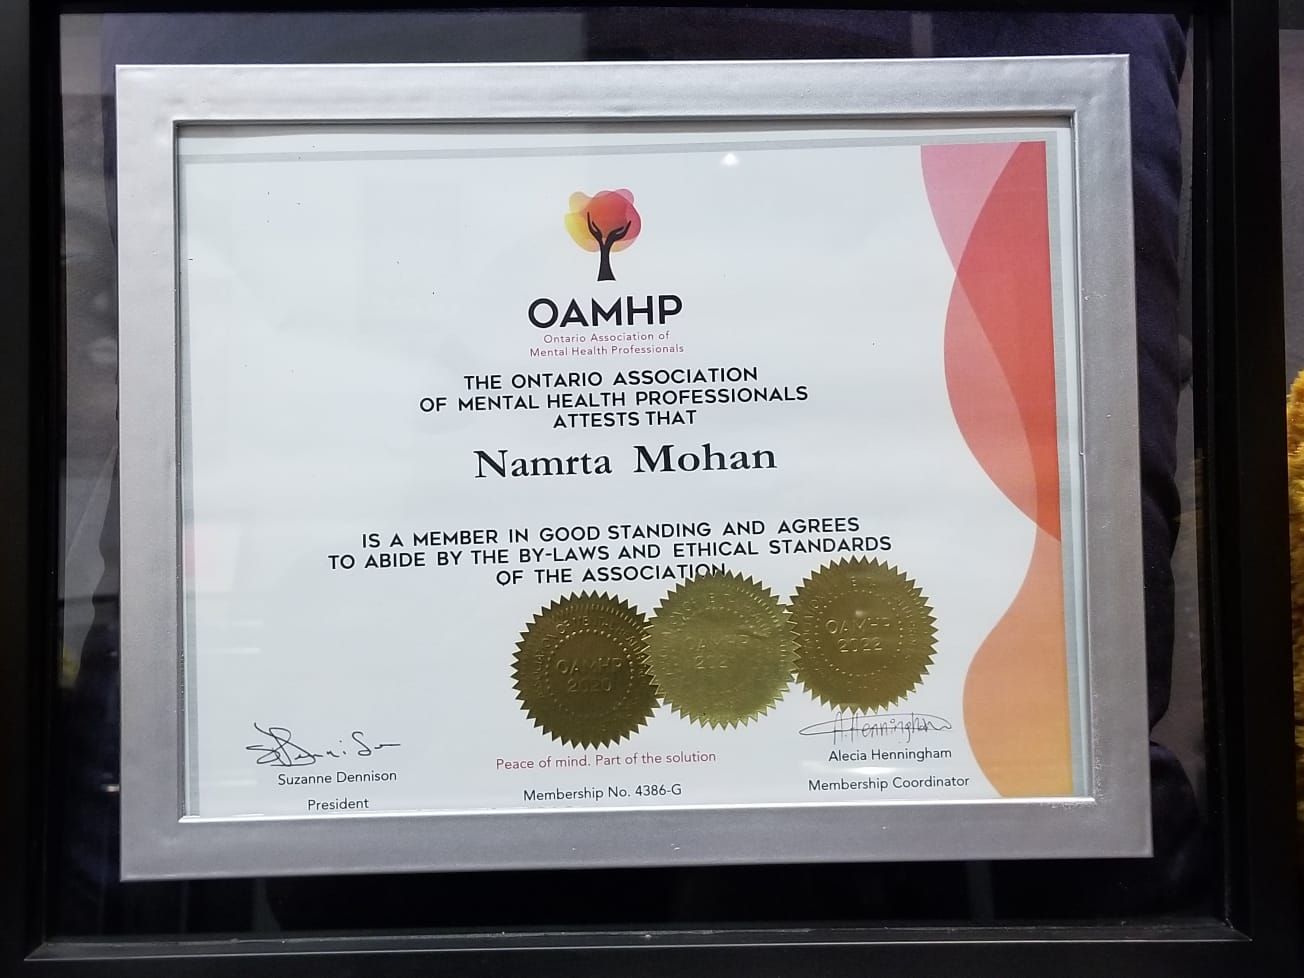 OAMHP
Ontario Association of
Mental Health Professionals
THE ONTARIO ASSOCIATION
OF MENTAL HEALTH PROFESSIONALS
ATTESTS THAT
Namrta Mohan
IS A MEMBER IN GOOD STANDING AND AGREES
TO ABIDE BY THE BY-LAWS AND ETHICAL STANDARDS
OF THE ASSOCIATION
OAMHP
2020
OAMHP
2022
A.Henningham
Suzanne Dennison
President
Peace of mind. Part of the solution
Membership No. 4386-G
Alecia Henningham
Membership Coordinator